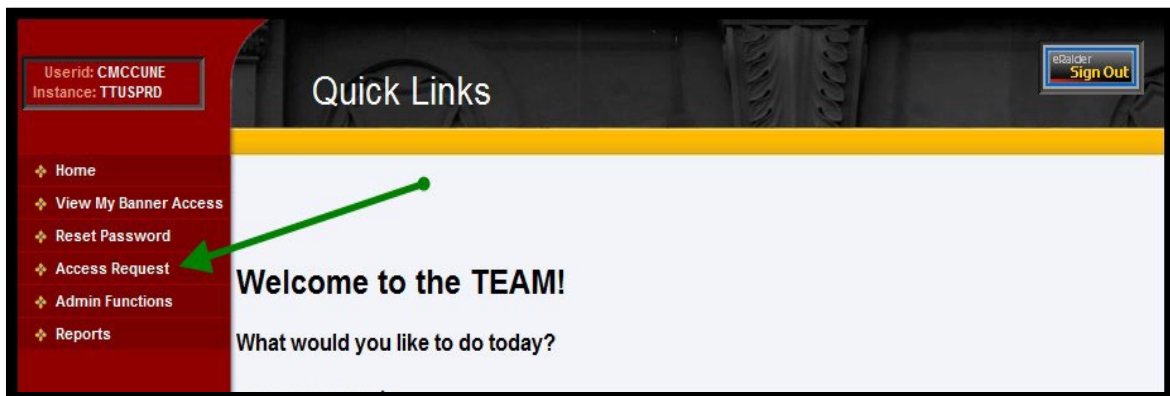 Userid: CMCCUNE
Instance: TTUSPRD
Quick Links
eRaider
Sign Out
Home
View My Banner Access
Reset Password
Access Request
Admin Functions
Reports
Welcome to the TEAM!
What would you like to do today?